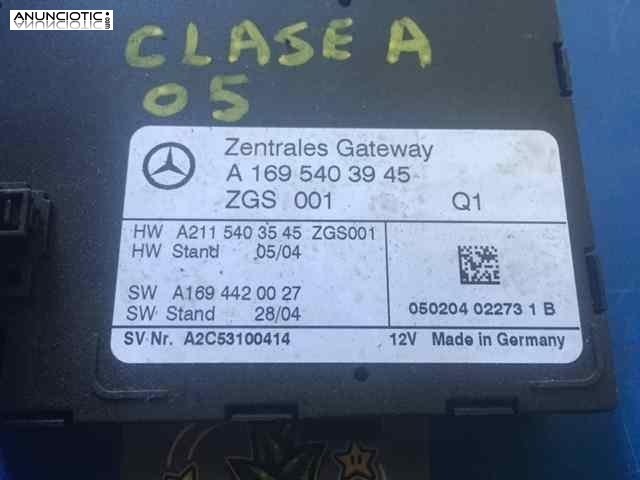 ANUNCIOTIC.es
CLASE A
05
Zentrales Gateway
A 169 540 39 45
ZGS 001 Q1
HW A211 540 35 45 ZGS001
HW Stand 05/04
SW A169 442 00 27
SW Stand 28/04
050204 02273 1 B
SV Nr. A2C53100414 12V Made in Germany